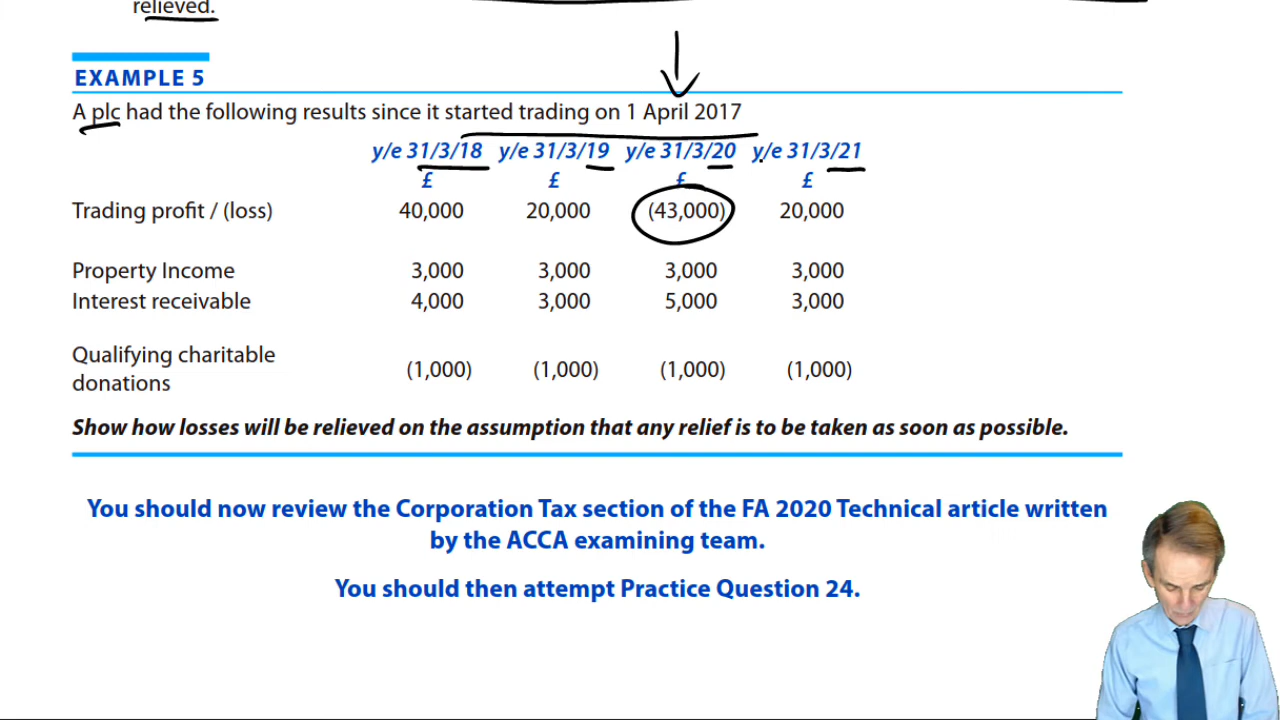 relieved.
EXAMPLE 5
A plc had the following results since it started trading on 1 April 2017
y/e 31/3/18 y/e 31/3/19 y/e 31/3/20 y/e 31/3/21
£ £ £ £
Trading profit / (loss) 40,000 20,000 (43,000) 20,000
Property Income 3,000 3,000 3,000 3,000
Interest receivable 4,000 3,000 5,000 3,000
Qualifying charitable
donations (1,000) (1,000) (1,000) (1,000)
Show how losses will be relieved on the assumption that any relief is to be taken as soon as possible.
You should now review the Corporation Tax section of the FA 2020 Technical article written
by the ACCA examining team.
You should then attempt Practice Question 24.